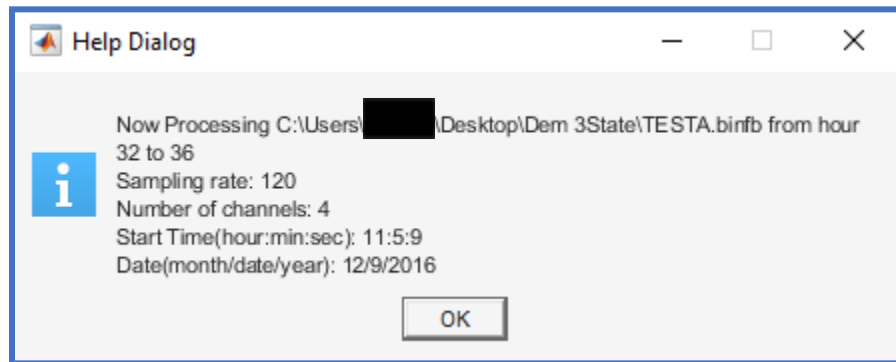 Help Dialog
Now Processing C:\Users\ \Desktop\Dem 3State\TESTA.binfb from hour
32 to 36
Sampling rate: 120
Number of channels: 4
Start Time(hour:min:sec): 11:5:9
Date(month/date/year): 12/9/2016
OK